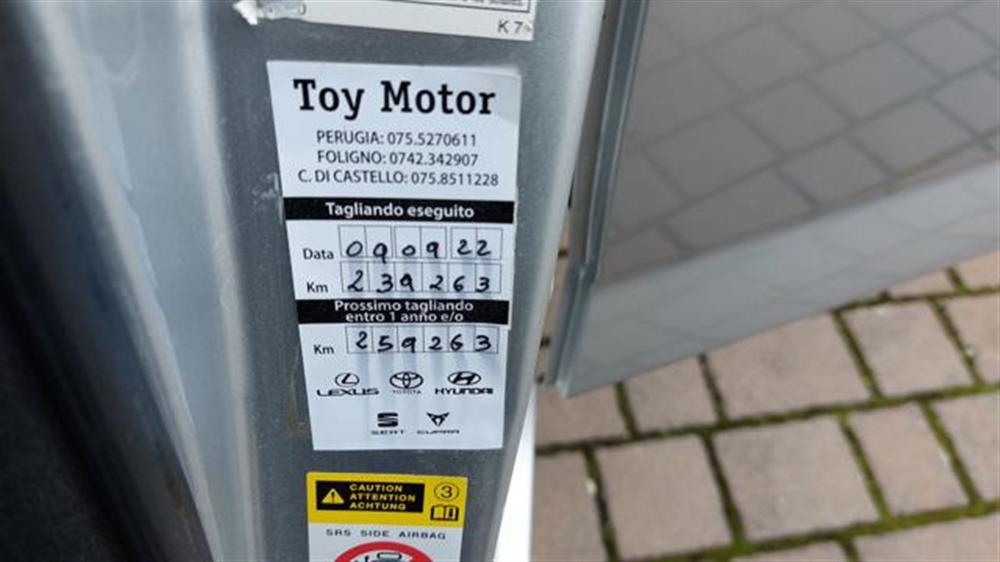 K 7
Toy Motor
PERUGIA: 075.5270611
FOLIGNO: 0742.342907
C. DI CASTELLO: 075.8511228
Tagliando eseguito
Data 090922
Km 239263
Prossimo tagliando
entro 1 anno e/o
Km 259263
LEXUS TOYOTA HYUNDAI
SEAT CUPRA
CAUTION
ATTENTION
ACHTUNG
3
SRS SIDE AIRBAG